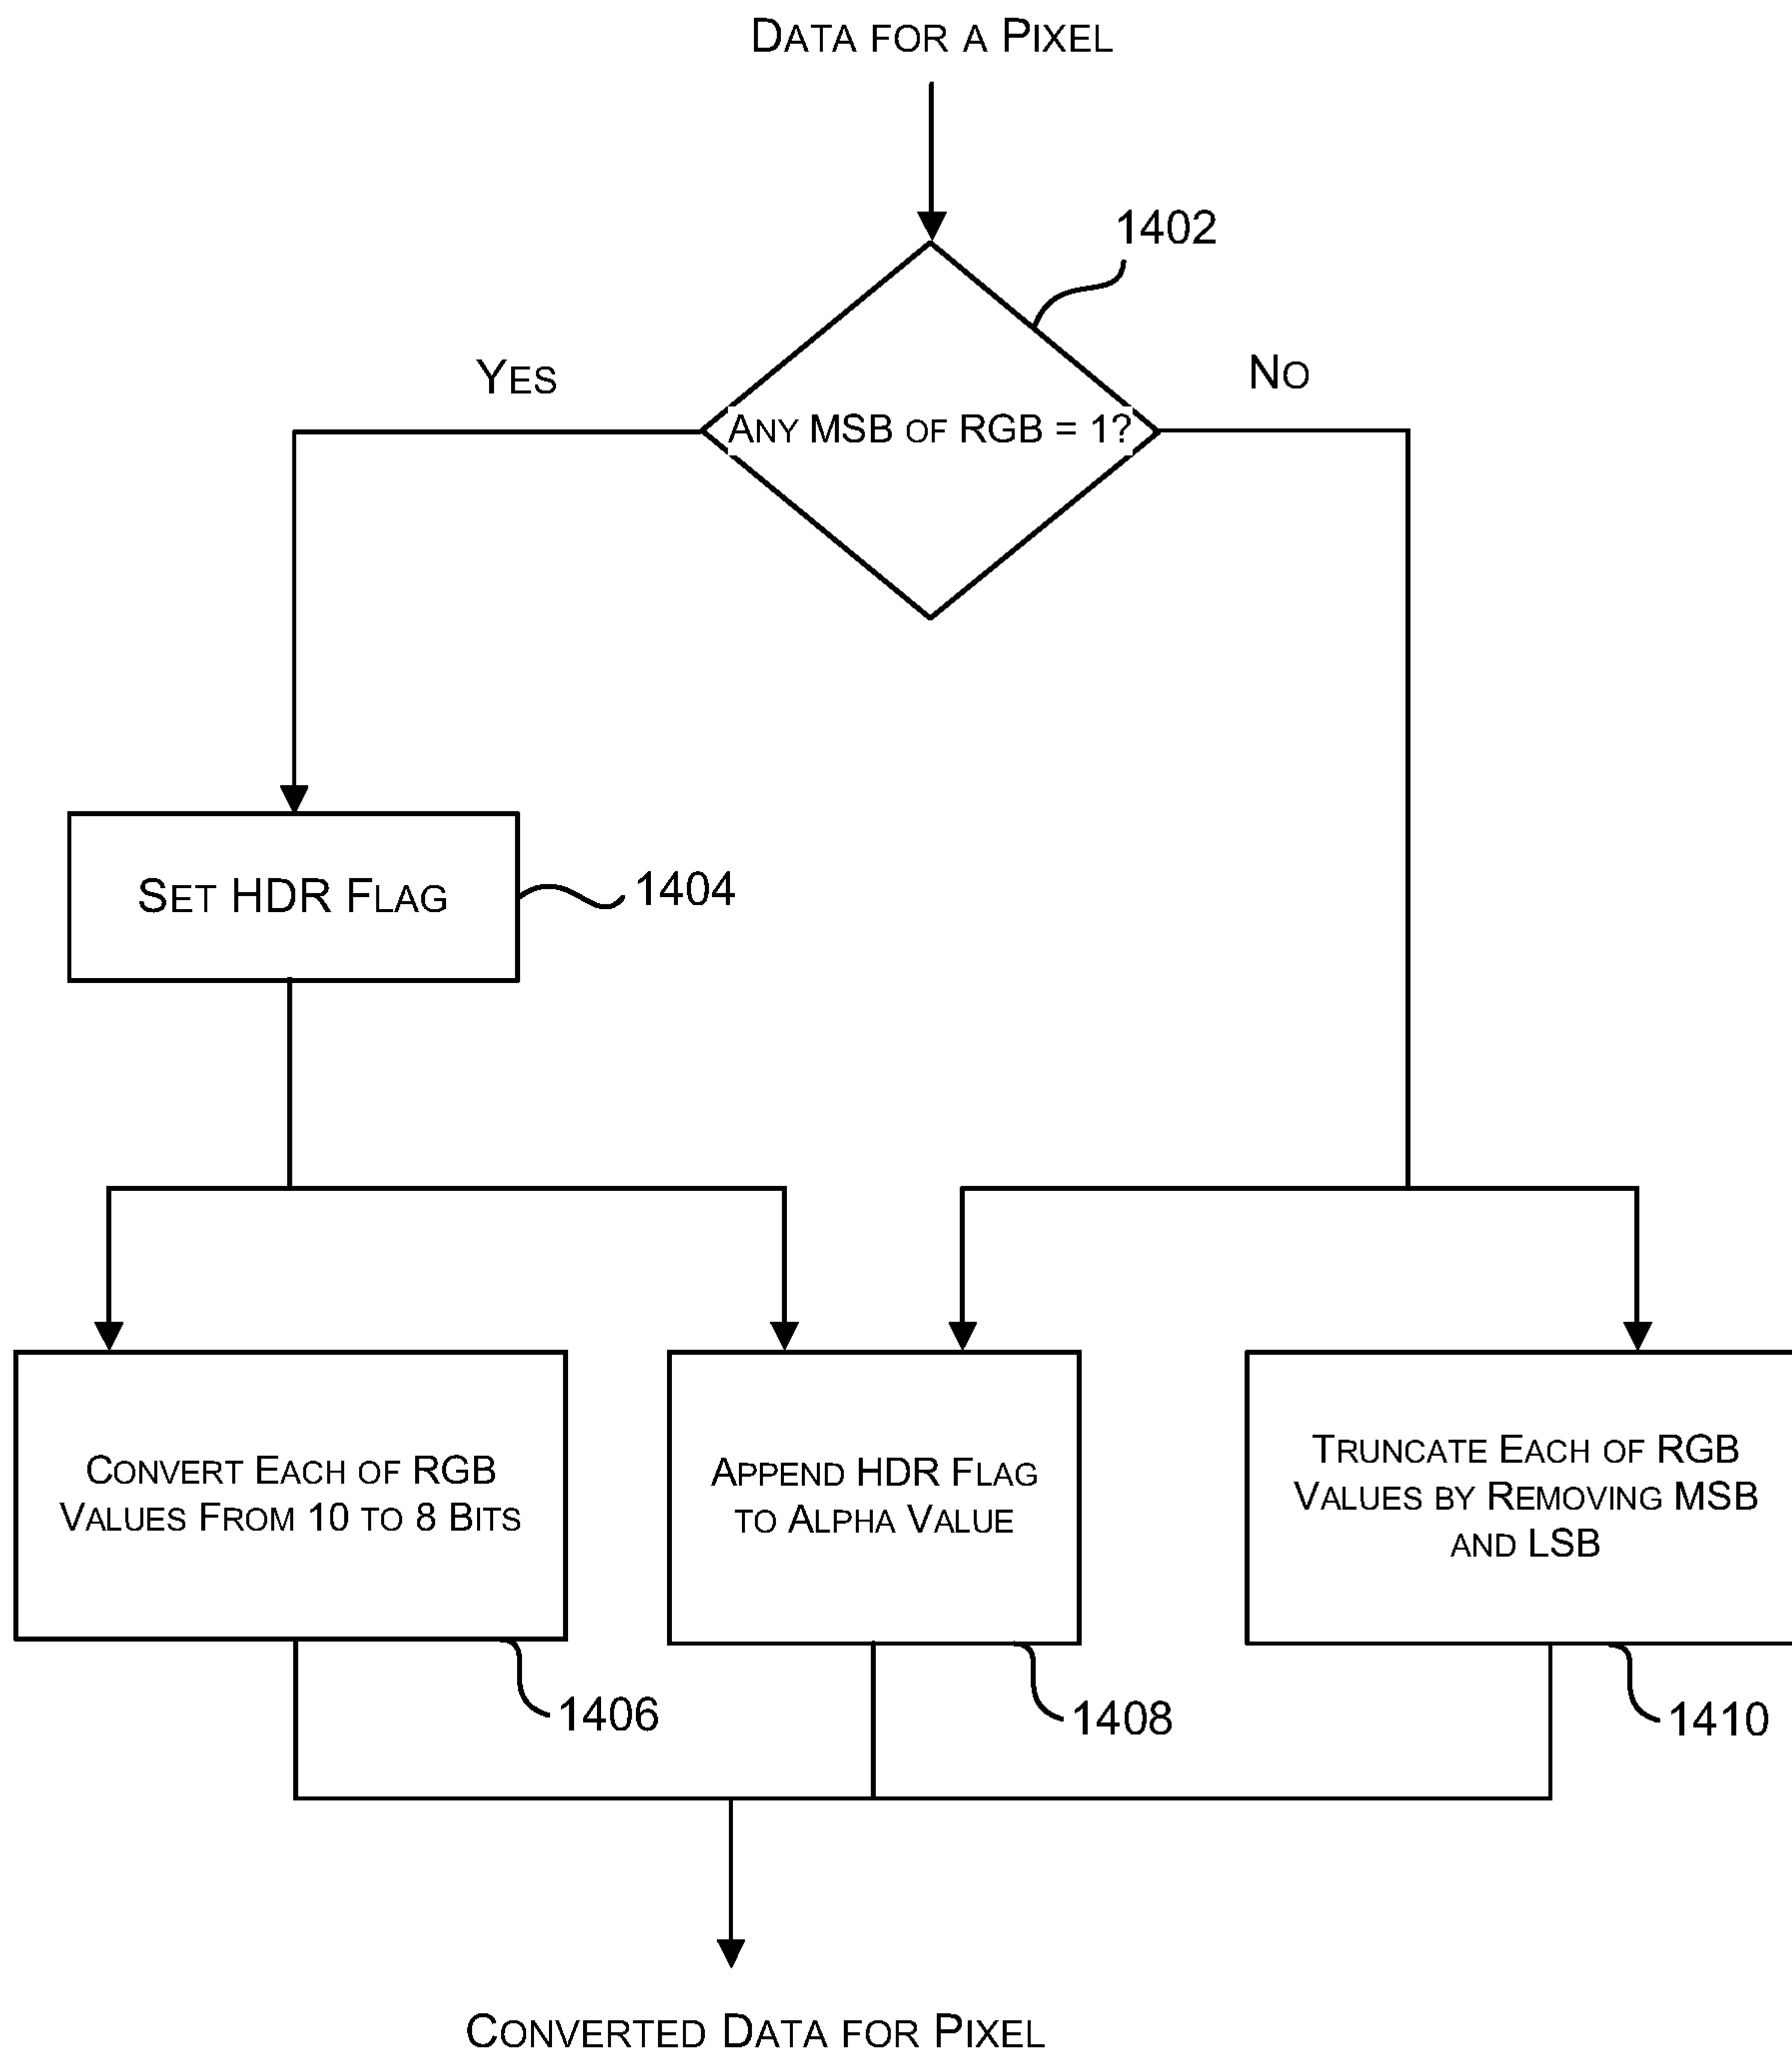 DATA FOR A PIXEL
1402
YES
NO
ANY MSB OF RGB = 1?
SET HDR FLAG
1404
CONVERT EACH OF RGB
VALUES FROM 10 TO 8 BITS
APPEND HDR FLAG
TO ALPHA VALUE
TRUNCATE EACH OF RGB
VALUES BY REMOVING MSB
AND LSB
1406
1408
1410
CONVERTED DATA FOR PIXEL